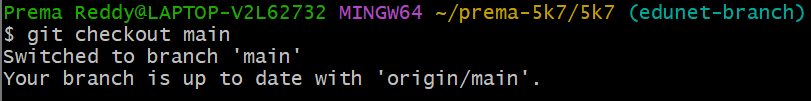 Prema Reddy@LAPTOP-V2L62732 MINGW64 ~/prema-5k7/5k7 (edunet-branch)
$ git checkout main
Switched to branch 'main'
Your branch is up to date with 'origin/main'.